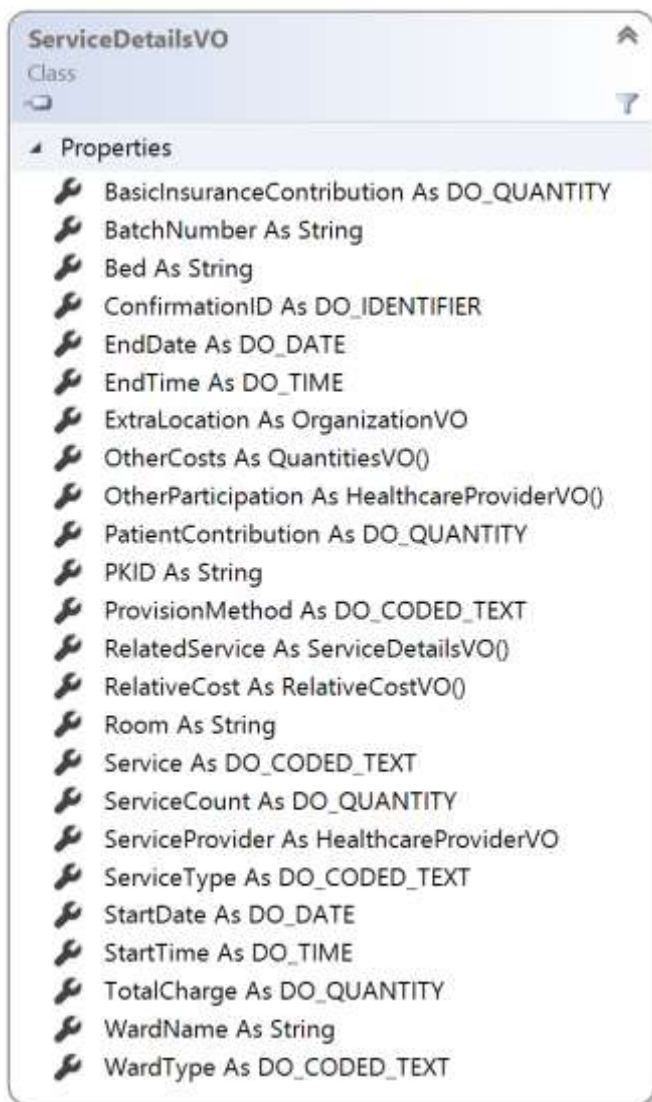 ServiceDetailsVO
Class
Properties
BasicInsuranceContribution As DO_QUANTITY
BatchNumber As String
Bed As String
ConfirmationID As DO_IDENTIFIER
EndDate As DO_DATE
EndTime As DO_TIME
ExtraLocation As OrganizationVO
OtherCosts As QuantitiesVO()
OtherParticipation As HealthcareProviderVO()
PatientContribution As DO_QUANTITY
PKID As String
ProvisionMethod As DO_CODED_TEXT
RelatedService As ServiceDetailsVO()
RelativeCost As RelativeCostVO()
Room As String
Service As DO_CODED_TEXT
ServiceCount As DO_QUANTITY
ServiceProvider As HealthcareProviderVO
ServiceType As DO_CODED_TEXT
StartDate As DO_DATE
StartTime As DO_TIME
TotalCharge As DO_QUANTITY
WardName As String
WardType As DO_CODED_TEXT